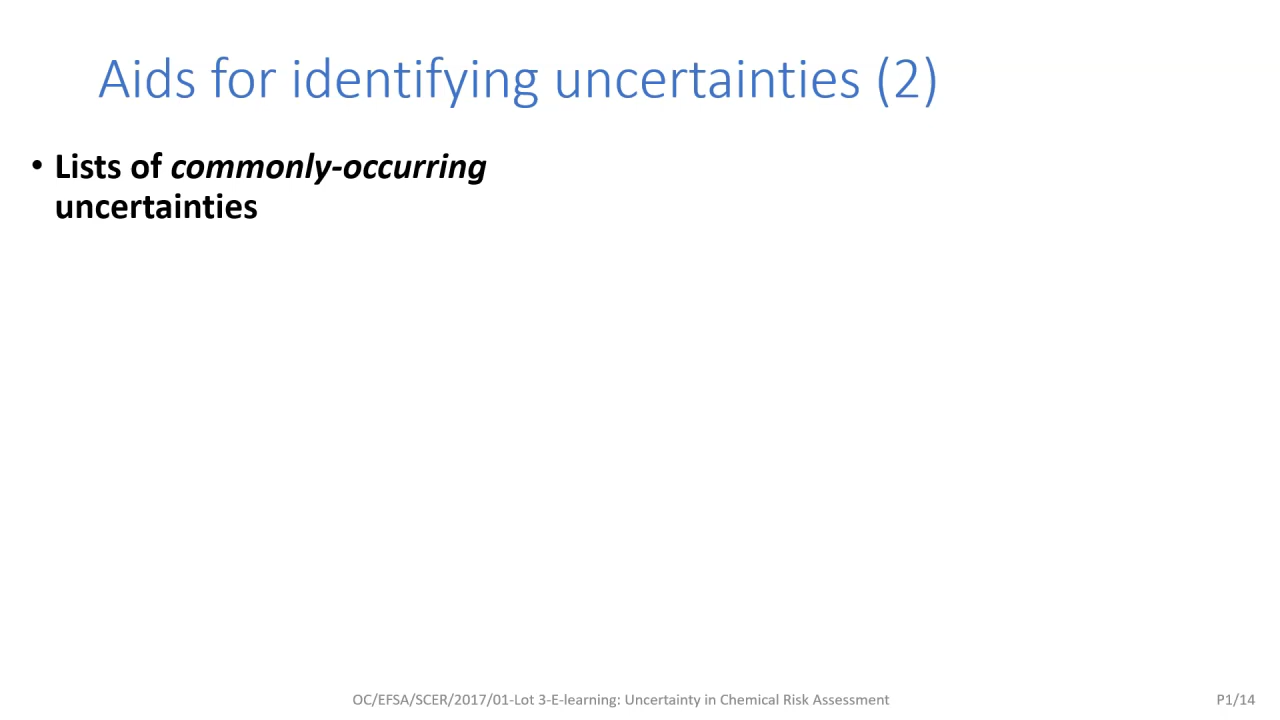 Aids for identifying uncertainties (2)
• Lists of commonly-occurring
uncertainties
OC/EFSA/SCER/2017/01-Lot 3-E-learning: Uncertainty in Chemical Risk Assessment
P1/14